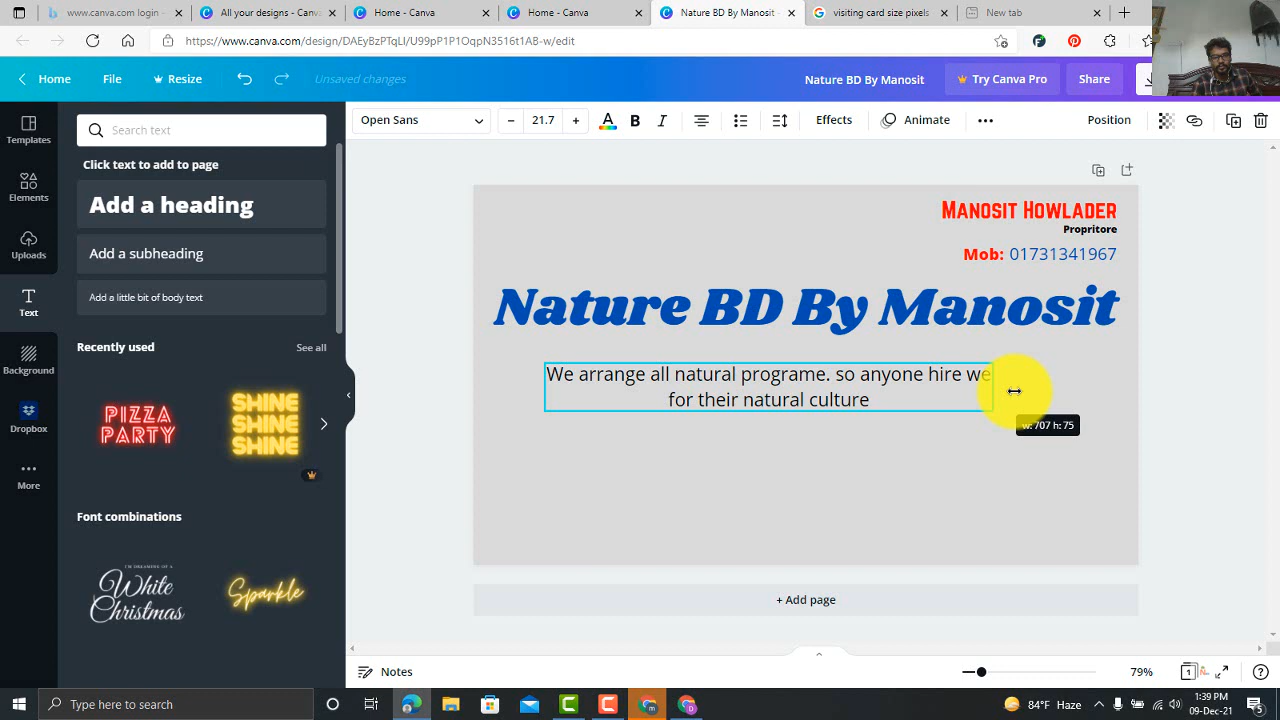 www.canva.com - Bing
All your designs - Canva
Home - Canva
Home - Canva
Nature BD By Manosit -
visting card size pixels
New tab
https://www.canva.com/design/DAEyBzPTqLI/U99pP1P1OqpN3516t1AB-w/edit
Home
File
Resize
Unsaved changes
Nature BD By Manosit
Try Canva Pro
Share
Open Sans
21.7
A
B
I
Effects
Animate
Position
Templates
Elements
Uploads
Text
Background
Dropbox
More
Search text
Click text to add to page
Add a heading
Add a subheading
Add a little bit of body text
Recently used
See all
PIZZA
PARTY
SHINE
SHINE
SHINE
Font combinations
I'M DREAMING OF A
White
Christmas
Sparkle
Manosit Howlader
Propritore
Mob: 01731341967
Nature BD By Manosit
We arrange all natural programe. so anyone hire we
for their natural culture
w: 707 h: 75
+ Add page
Notes
79%
1
Type here to search
84°F Haze
1:39 PM
09-Dec-21